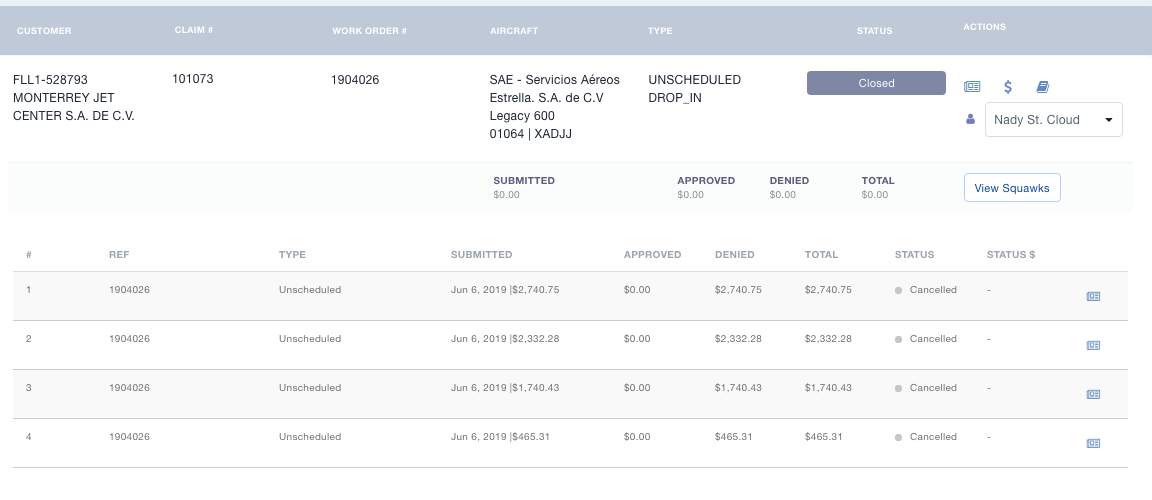 CUSTOMER CLAIM # WORK ORDER # AIRCRAFT TYPE STATUS ACTIONS
FLL1-528793 101073 1904026 SAE - Servicios Aéreos UNSCHEDULED Closed $
MONTERREY JET Estrella. S.A. de C.V DROP_IN
CENTER S.A. DE C.V. Legacy 600 Nady St. Cloud
01064 | XADJJ
SUBMITTED APPROVED DENIED TOTAL View Squawks
$0.00 $0.00 $0.00 $0.00
# REF TYPE SUBMITTED APPROVED DENIED TOTAL STATUS STATUS $
1 1904026 Unscheduled Jun 6, 2019 |$2,740.75 $0.00 $2,740.75 $2,740.75 Cancelled -
2 1904026 Unscheduled Jun 6, 2019 |$2,332.28 $0.00 $2,332.28 $2,332.28 Cancelled -
3 1904026 Unscheduled Jun 6, 2019 |$1,740.43 $0.00 $1,740.43 $1,740.43 Cancelled -
4 1904026 Unscheduled Jun 6, 2019 |$465.31 $0.00 $465.31 $465.31 Cancelled -